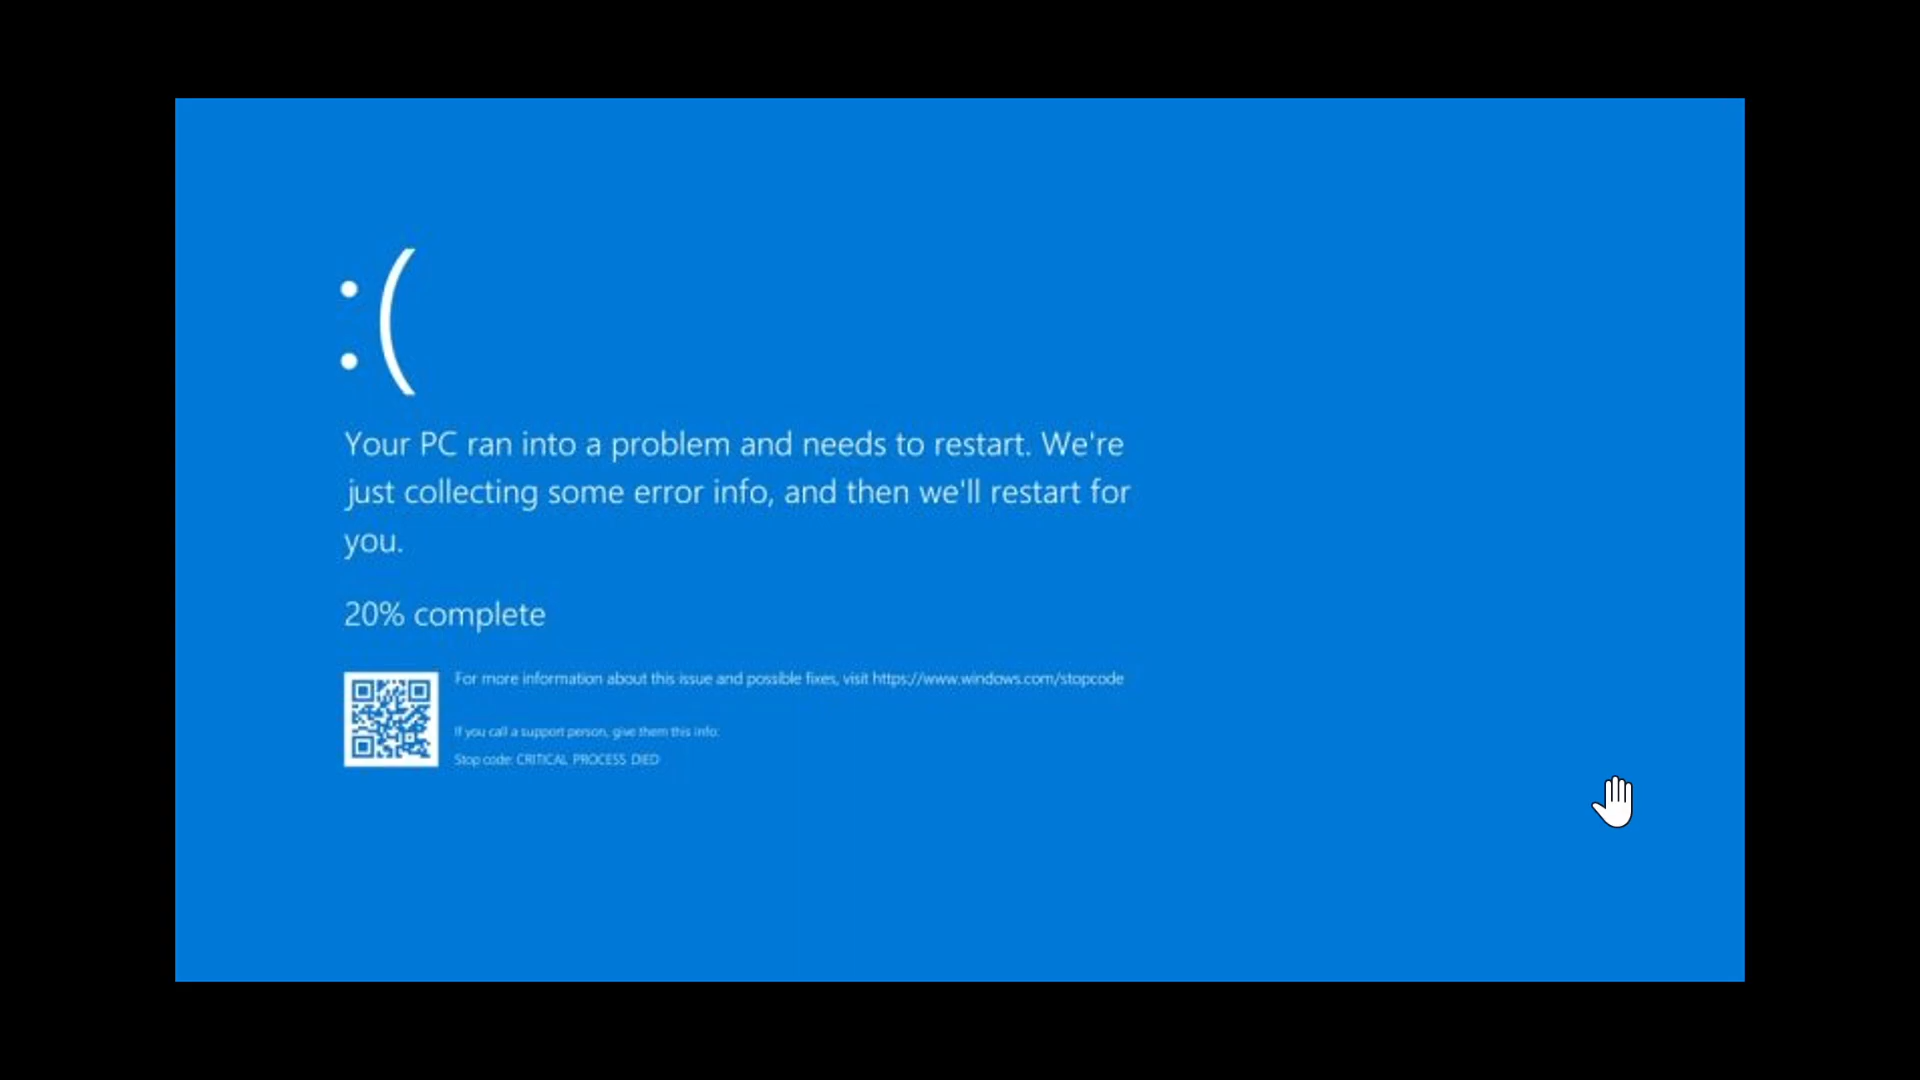 :(
Your PC ran into a problem and needs to restart. We're
just collecting some error info, and then we'll restart for
you.
20% complete
For more information about this issue and possible fixes, visit https://www.windows.com/stopcode
If you call a support person, give them this info:
Stop code: CRITICAL PROCESS DIED